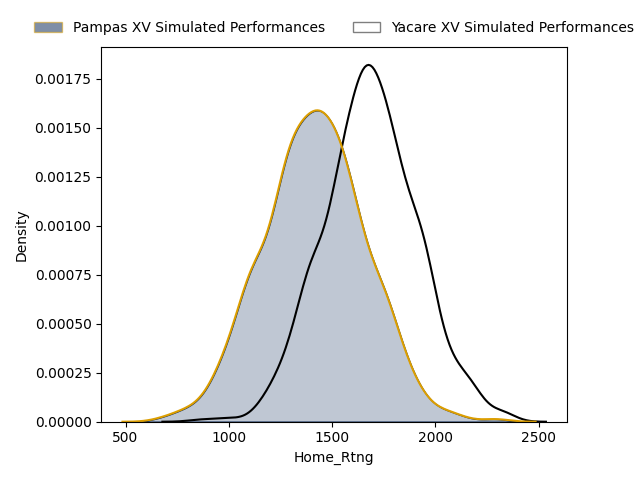 Pampas XV Simulated Performances
Yacare XV Simulated Performances
0.00175
0.00150
0.00125
0.00100
0.00075
0.00050
0.00025
0.00000
Density
500 1000 1500 2000 2500
Home_Rtng